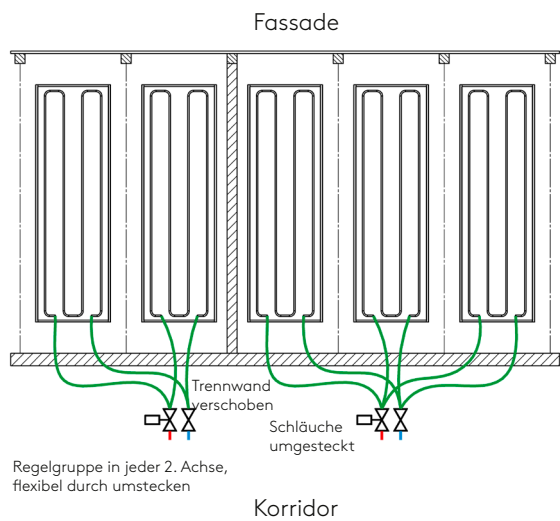 Fassade
Trennwand
verschoben
Schläuche
umgesteckt
Regelgruppe in jeder 2. Achse,
flexibel durch umstecken
Korridor